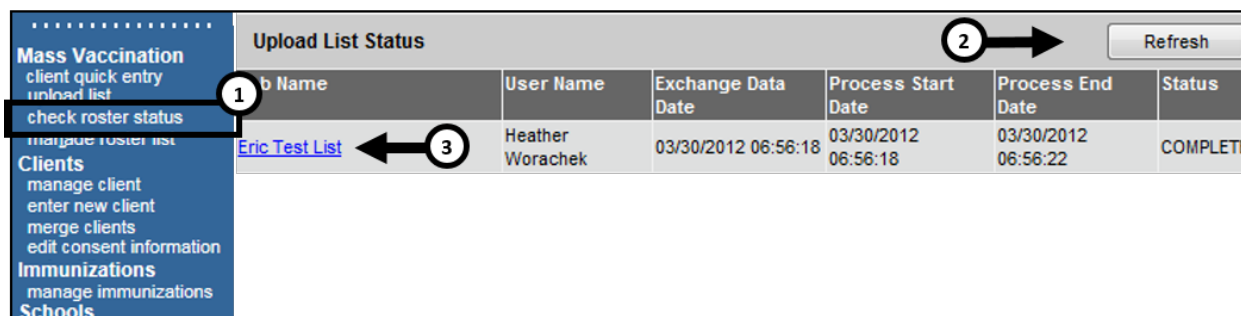 Mass Vaccination
client quick entry
upload list
check roster status
manage roster list
Clients
manage client
enter new client
merge clients
edit consent information
Immunizations
manage immunizations
Schools
1
Upload List Status
2
Refresh
Name User Name Exchange Data Date Process Start Date Process End Date Status
Eric Test List
3
Heather Worachek
03/30/2012 06:56:18
03/30/2012 06:56:18
03/30/2012 06:56:22